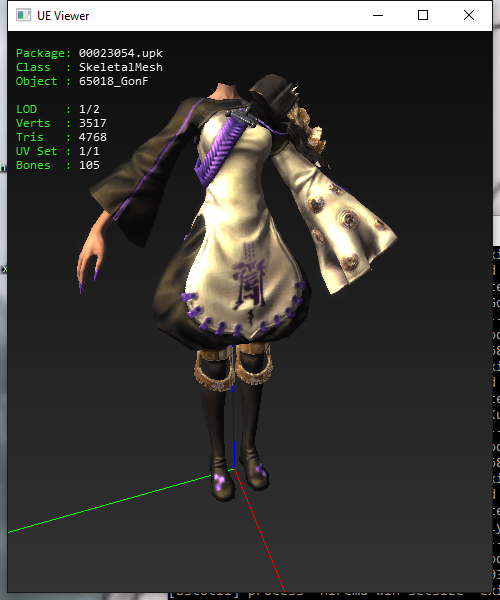 UE Viewer
Package: 00023054.upk
Class : SkeletalMesh
Object : 65018_GonF
LOD : 1/2
Verts : 3517
Tris : 4768
UV Set : 1/1
Bones : 105